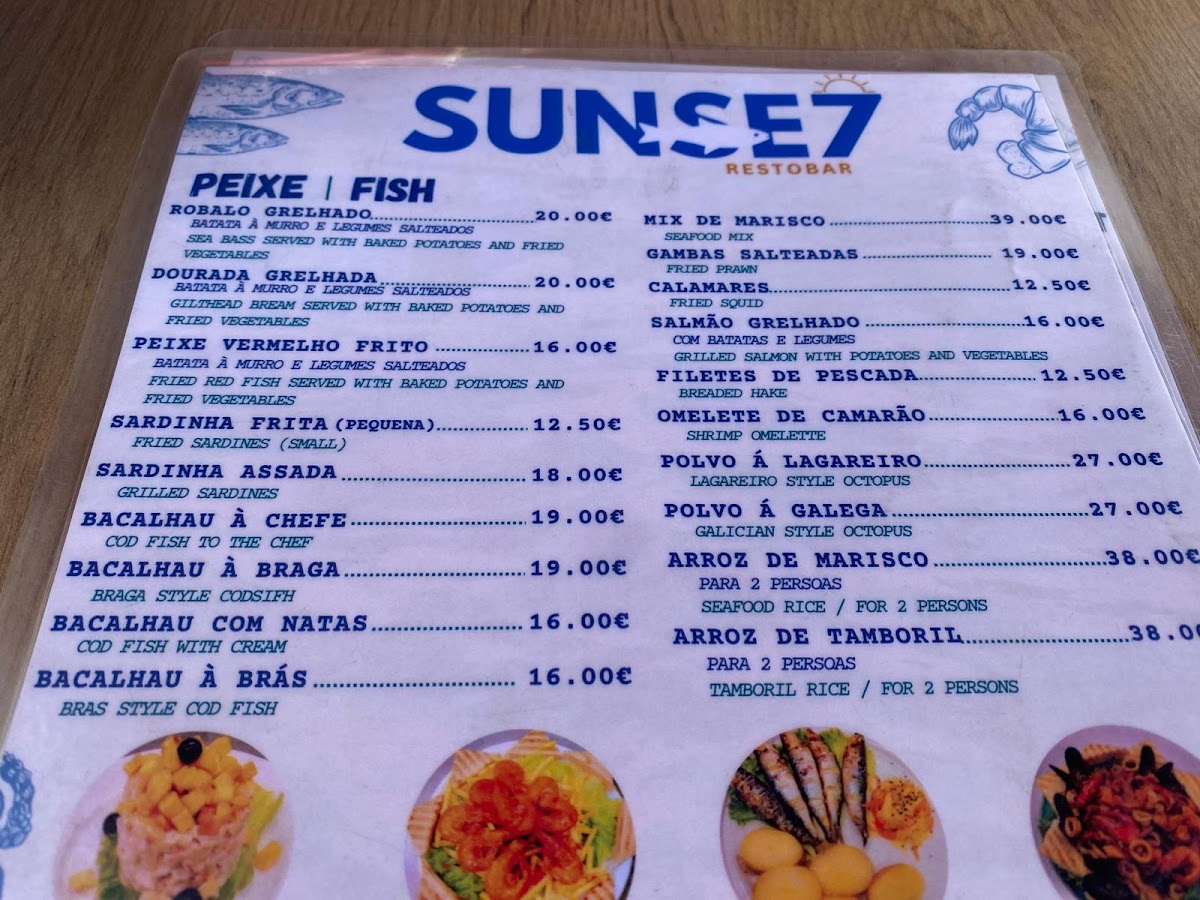 SUNSE7
RESTOBAR
PEIXE | FISH
ROBALO GRELHADO 20.00€
BATATA À MURRO E LEGUMES SALTEADOS
SEA BASS SERVED WITH BAKED POTATOES AND FRIED
VEGETABLES
DOURADA GRELHADA 20.00€
BATATA À MURRO E LEGUMES SALTEADOS
GILTHEAD BREAM SERVED WITH BAKED POTATOES AND
FRIED VEGETABLES
PEIXE VERMELHO FRITO 16.00€
BATATA À MURRO E LEGUMES SALTEADOS
FRIED RED FISH SERVED WITH BAKED POTATOES AND
FRIED VEGETABLES
SARDINHA FRITA (PEQUENA) 12.50€
FRIED SARDINES (SMALL)
SARDINHA ASSADA 18.00€
GRILLED SARDINES
BACALHAU À CHEFE 19.00€
COD FISH TO THE CHEF
BACALHAU À BRAGA 19.00€
BRAGA STYLE CODSIFH
BACALHAU COM NATAS 16.00€
COD FISH WITH CREAM
BACALHAU À BRÁS 16.00€
BRAS STYLE COD FISH
MIX DE MARISCO 39.00€
SEAFOOD MIX
GAMBAS SALTEADAS 19.00€
FRIED PRAWN
CALAMARES 12.50€
FRIED SQUID
SALMÃO GRELHADO 16.00€
COM BATATAS E LEGUMES
GRILLED SALMON WITH POTATOES AND VEGETABLES
FILETES DE PESCADA 12.50€
BREADED HAKE
OMELETE DE CAMARÃO 16.00€
SHRIMP OMELETTE
POLVO Á LAGAREIRO 27.00€
LAGAREIRO STYLE OCTOPUS
POLVO Á GALEGA 27.00€
GALICIAN STYLE OCTOPUS
ARROZ DE MARISCO 38.00€
PARA 2 PERSOAS
SEAFOOD RICE / FOR 2 PERSONS
ARROZ DE TAMBORIL 38.0
PARA 2 PERSOAS
TAMBORIL RICE / FOR 2 PERSONS